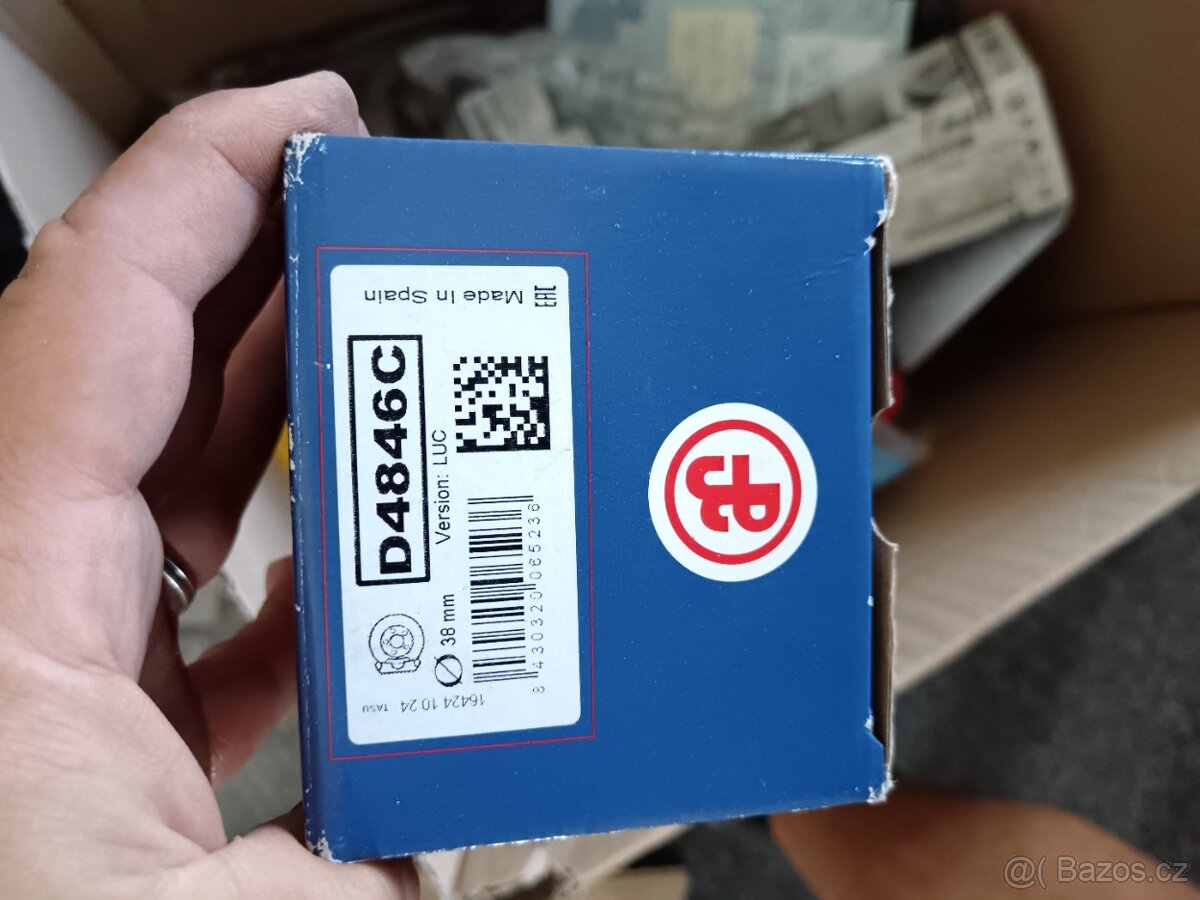 D4846C
Version: LUC
38 mm
8 430320 065236
Made In Spain
EAC
16424 10 24 TASU
@( Bazos.cz